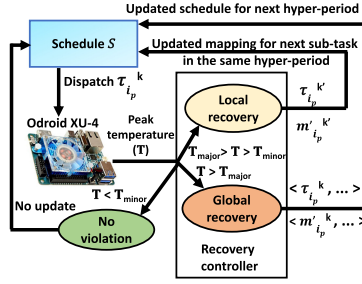 Updated schedule for next hyper-period
Schedule S
Updated mapping for next sub-task
in the same hyper-period
Dispatch τ_{i_p}^k
Odroid XU-4
Peak
temperature
(T)
Local
recovery
τ_{i_p}^{k'}
m'_{i_p}^{k'}
T_major > T > T_minor
T > T_major
T < T_minor
No update
No
violation
Global
recovery
< τ_{i_p}^k, ... >
< m'_{i_p}^k, ... >
Recovery
controller